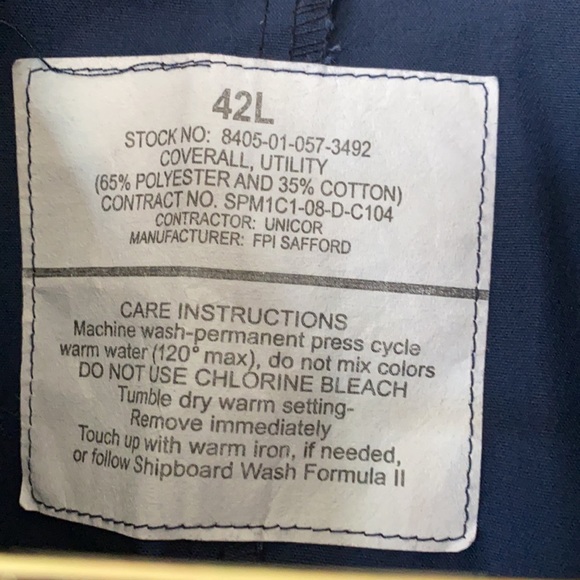 42L
STOCK NO: 8405-01-057-3492
COVERALL, UTILITY
(65% POLYESTER AND 35% COTTON)
CONTRACT NO. SPM1C1-08-D-C104
CONTRACTOR: UNICOR
MANUFACTURER: FPI SAFFORD
CARE INSTRUCTIONS
Machine wash-permanent press cycle
warm water (120° max), do not mix colors
DO NOT USE CHLORINE BLEACH
Tumble dry warm setting-
Remove immediately
Touch up with warm iron, if needed,
or follow Shipboard Wash Formula II